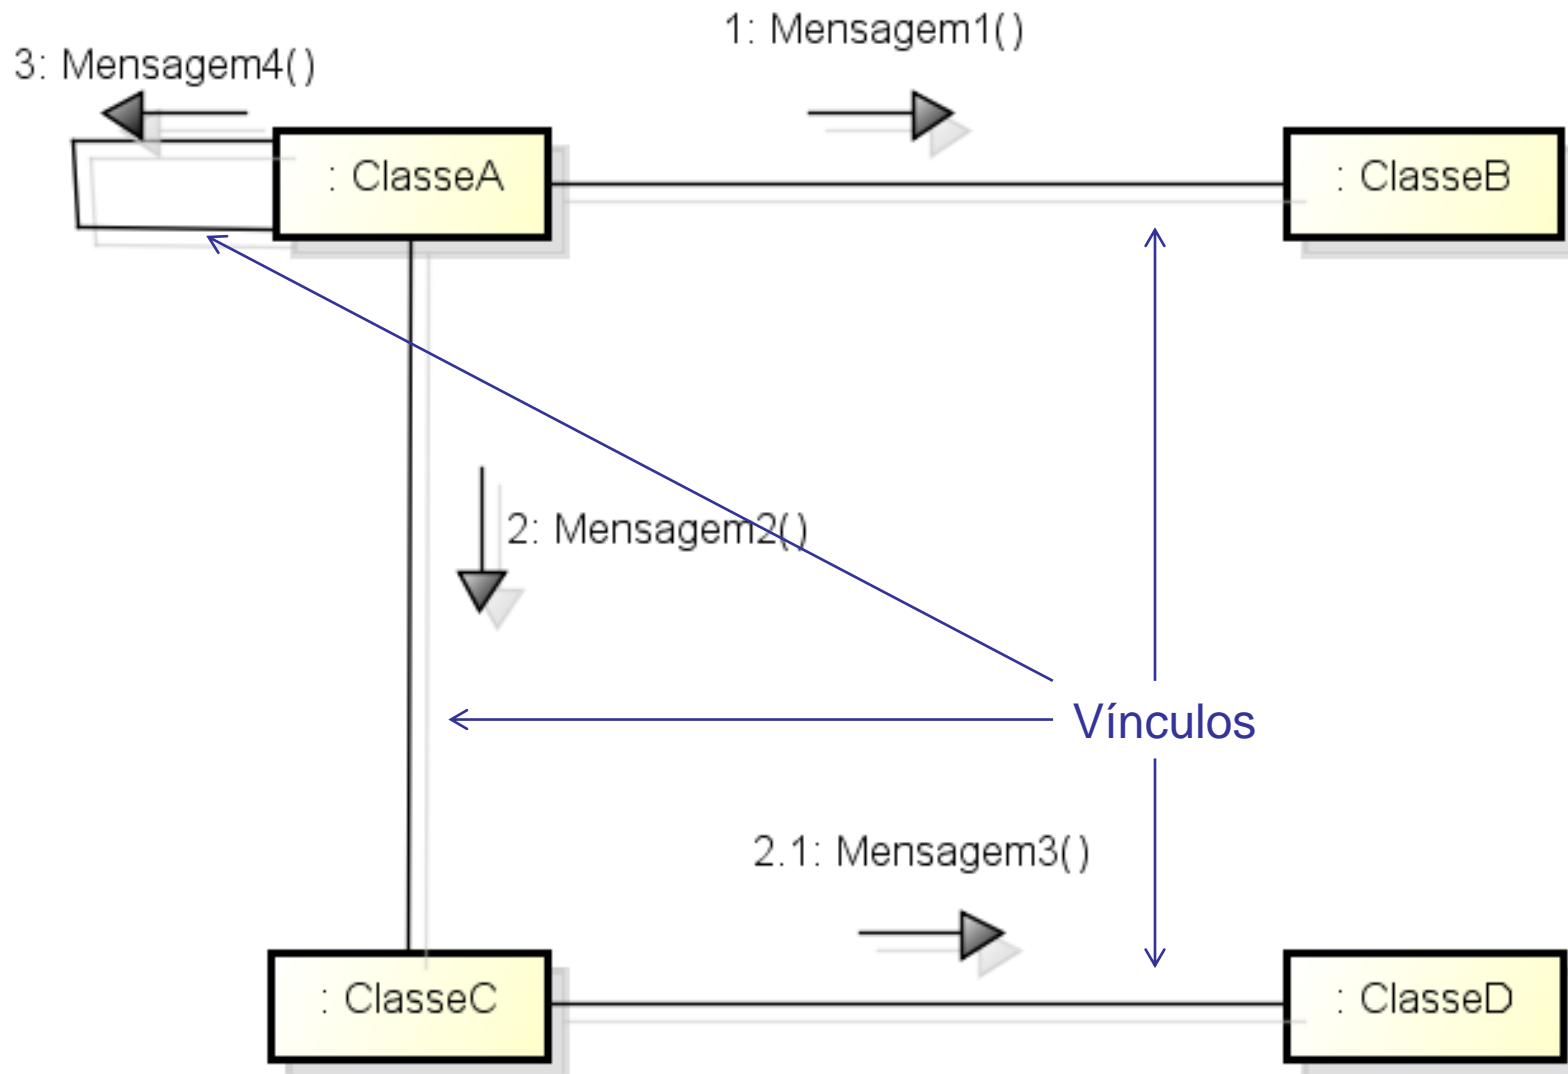 1: Mensagem1()
3: Mensagem4()
: ClasseA
: ClasseB
2: Mensagem2()
Vínculos
2.1: Mensagem3()
: ClasseC
: ClasseD